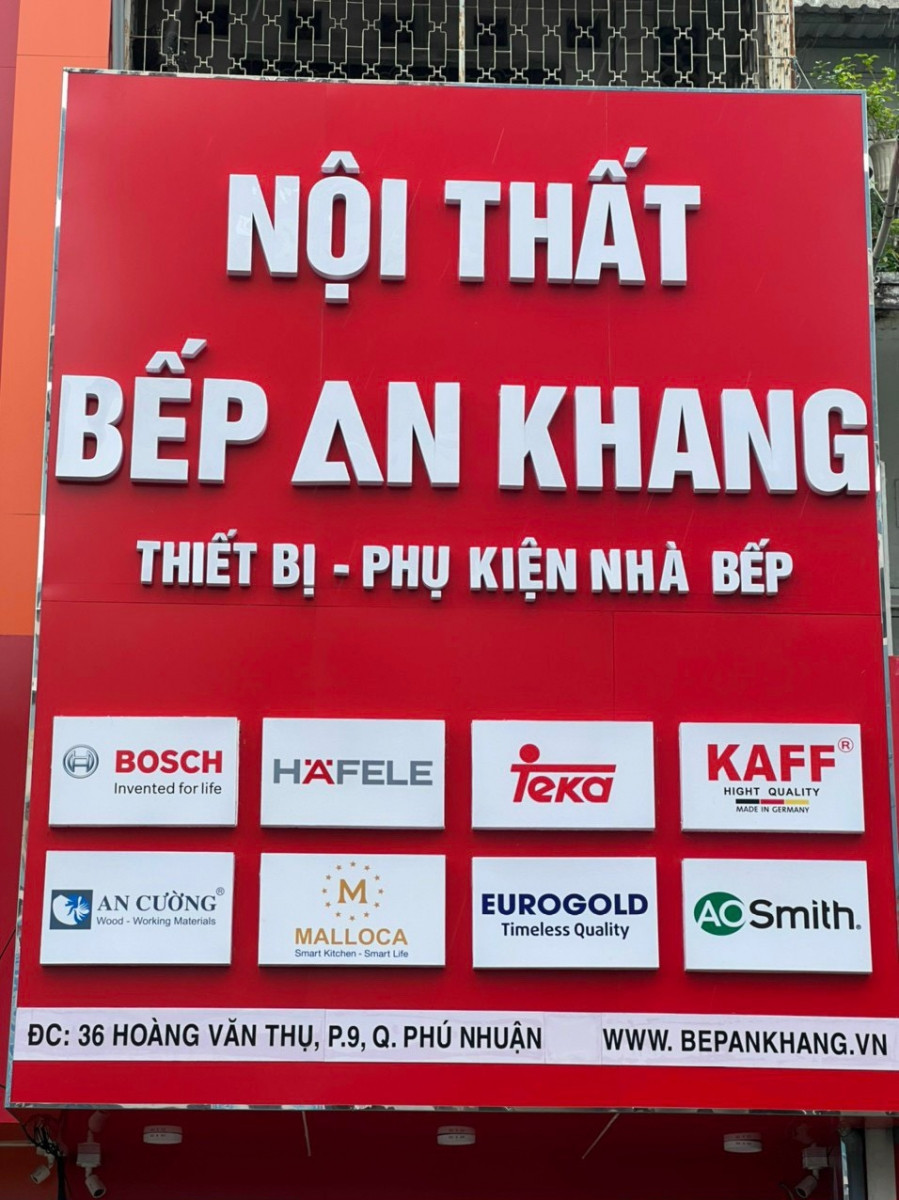 NỘI THẤT
BẾP AN KHANG
THIẾT BỊ - PHỤ KIỆN NHÀ BẾP
BOSCH
Invented for life
HÄFELE
Teka
KAFF®
HIGHT QUALITY
MADE IN GERMANY
AN CƯỜNG®
Wood - Working Materials
M
MALLOCA
Smart Kitchen - Smart Life
EUROGOLD
Timeless Quality
AO Smith.
ĐC: 36 HOÀNG VĂN THỤ, P.9, Q. PHÚ NHUẬN WWW. BEPANKHANG.VN